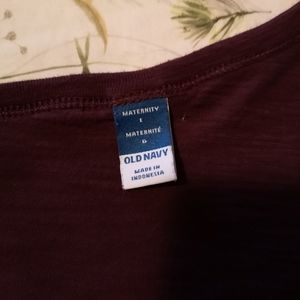 MATERNITY
L
MATERNITÉ
G
OLD NAVY
MADE IN
INDONESIA